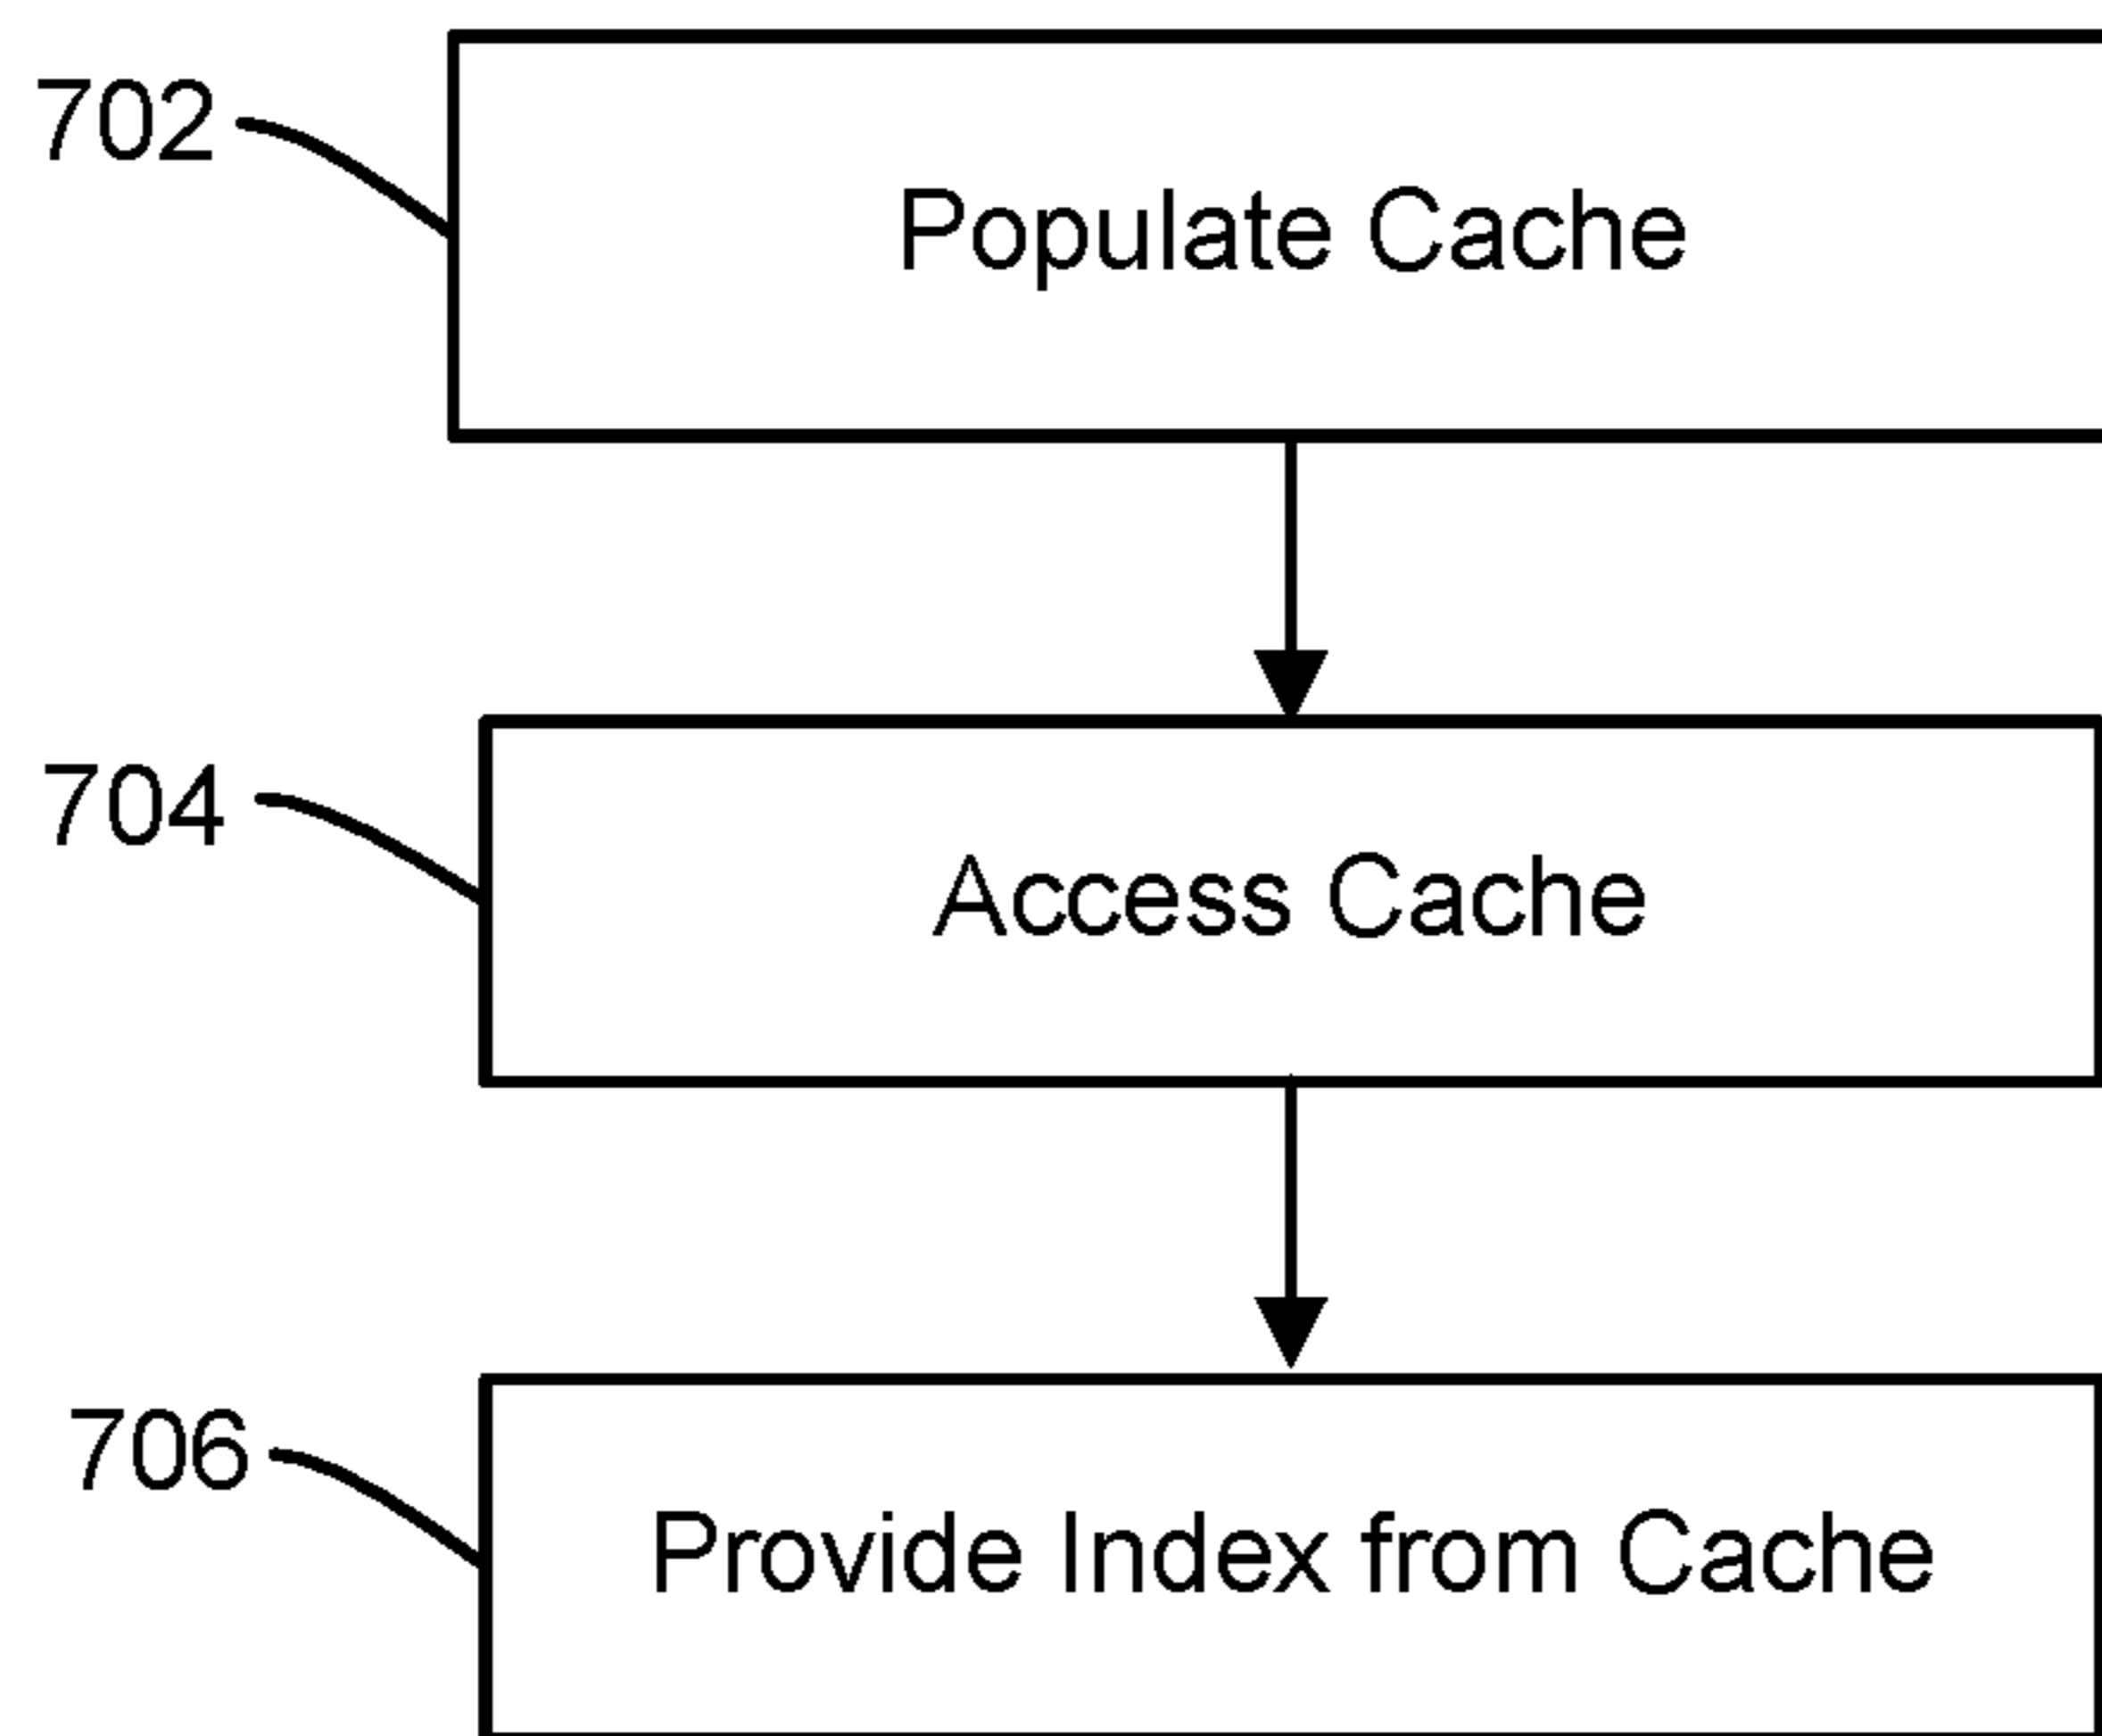 702
Populate Cache
704
Access Cache
706
Provide Index from Cache